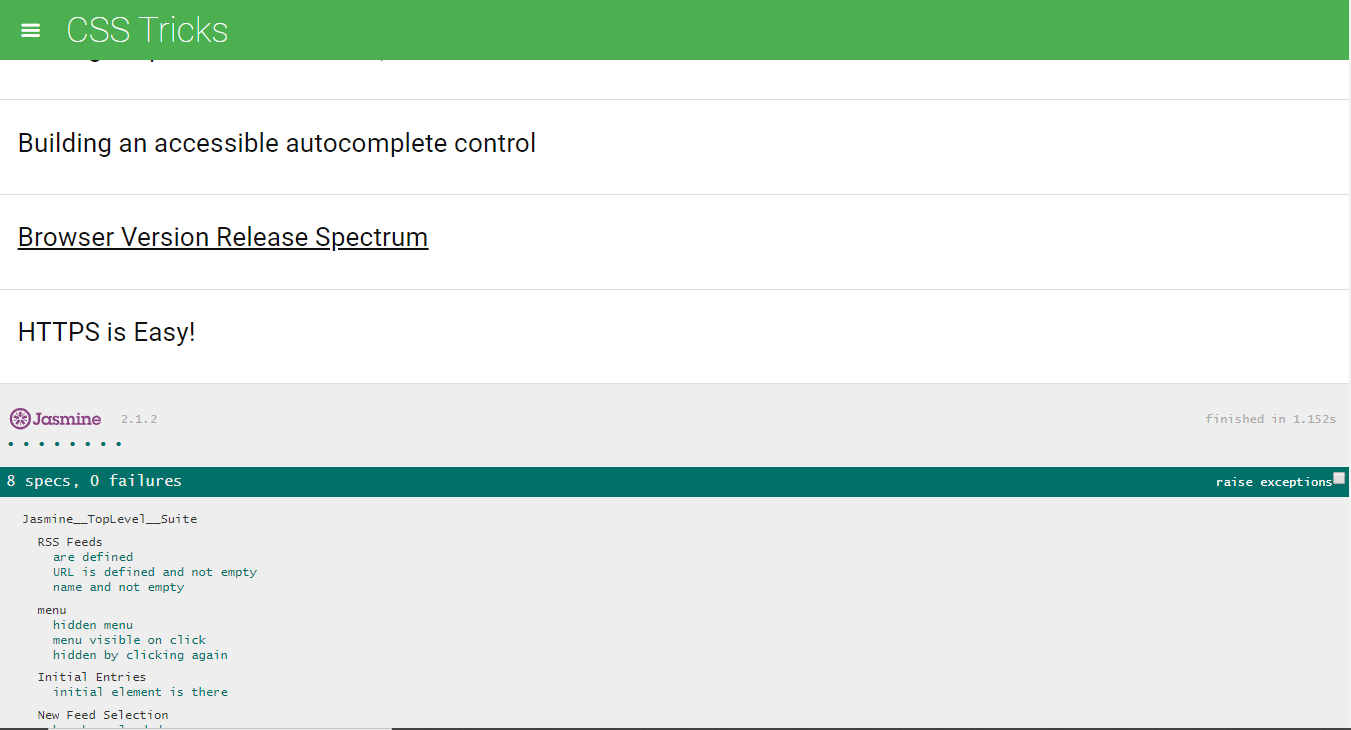 CSS Tricks
Building an accessible autocomplete control
Browser Version Release Spectrum
HTTPS is Easy!
Jasmine 2.1.2 finished in 1.152s
8 specs, 0 failures raise exceptions
Jasmine__TopLevel__Suite
RSS Feeds
are defined
URL is defined and not empty
name and not empty
menu
hidden menu
menu visible on click
hidden by clicking again
Initial Entries
initial element is there
New Feed Selection